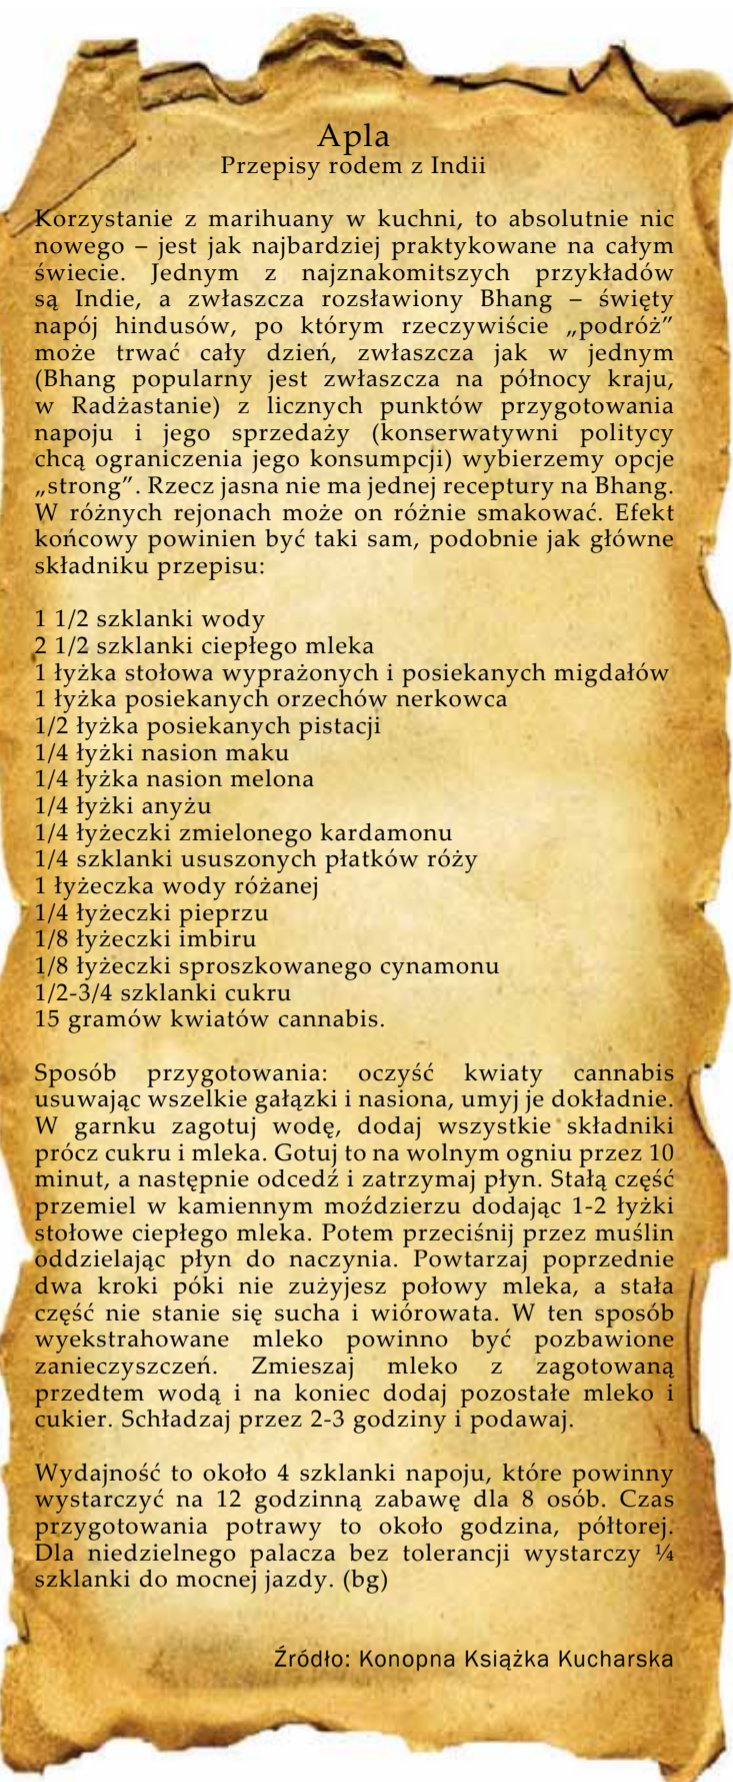 Apla
Przepisy rodem z Indii
Korzystanie z marihuany w kuchni, to absolutnie nic
nowego – jest jak najbardziej praktykowane na całym
świecie. Jednym z najznakomitszych przykładów
są Indie, a zwłaszcza rozsławiony Bhang – święty
napój hindusów, po którym rzeczywiście „podróż”
może trwać cały dzień, zwłaszcza jak w jednym
(Bhang popularny jest zwłaszcza na północy kraju,
w Radżastanie) z licznych punktów przygotowania
napoju i jego sprzedaży (konserwatywni politycy
chcą ograniczenia jego konsumpcji) wybierzemy opcje
„strong”. Rzecz jasna nie ma jednej receptury na Bhang.
W różnych rejonach może on różnie smakować. Efekt
końcowy powinien być taki sam, podobnie jak główne
składniku przepisu:
1 1/2 szklanki wody
2 1/2 szklanki ciepłego mleka
1 łyżka stołowa wyprażonych i posiekanych migdałów
1 łyżka posiekanych orzechów nerkowca
1/2 łyżka posiekanych pistacji
1/4 łyżki nasion maku
1/4 łyżka nasion melona
1/4 łyżki anyżu
1/4 łyżeczki zmielonego kardamonu
1/4 szklanki ususzonych płatków róży
1 łyżeczka wody różanej
1/4 łyżeczki pieprzu
1/8 łyżeczki imbiru
1/8 łyżeczki sproszkowanego cynamonu
1/2-3/4 szklanki cukru
15 gramów kwiatów cannabis.
Sposób przygotowania: oczyść kwiaty cannabis
usuwając wszelkie gałązki i nasiona, umyj je dokładnie.
W garnku zagotuj wodę, dodaj wszystkie składniki
prócz cukru i mleka. Gotuj to na wolnym ogniu przez 10
minut, a następnie odcedź i zatrzymaj płyn. Stałą część
przemiel w kamiennym moździerzu dodając 1-2 łyżki
stołowe ciepłego mleka. Potem przeciśnij przez muślin
oddzielając płyn do naczynia. Powtarzaj poprzednie
dwa kroki póki nie zużyjesz połowy mleka, a stała
część nie stanie się sucha i wiórowata. W ten sposób
wyekstrahowane mleko powinno być pozbawione
zanieczyszczeń. Zmieszaj mleko z zagotowaną
przedtem wodą i na koniec dodaj pozostałe mleko i
cukier. Schładzaj przez 2-3 godziny i podawaj.
Wydajność to około 4 szklanki napoju, które powinny
wystarczyć na 12 godzinną zabawę dla 8 osób. Czas
przygotowania potrawy to około godzina, półtorej.
Dla niedzielnego palacza bez tolerancji wystarczy ¼
szklanki do mocnej jazdy. (bg)
Źródło: Konopna Książka Kucharska